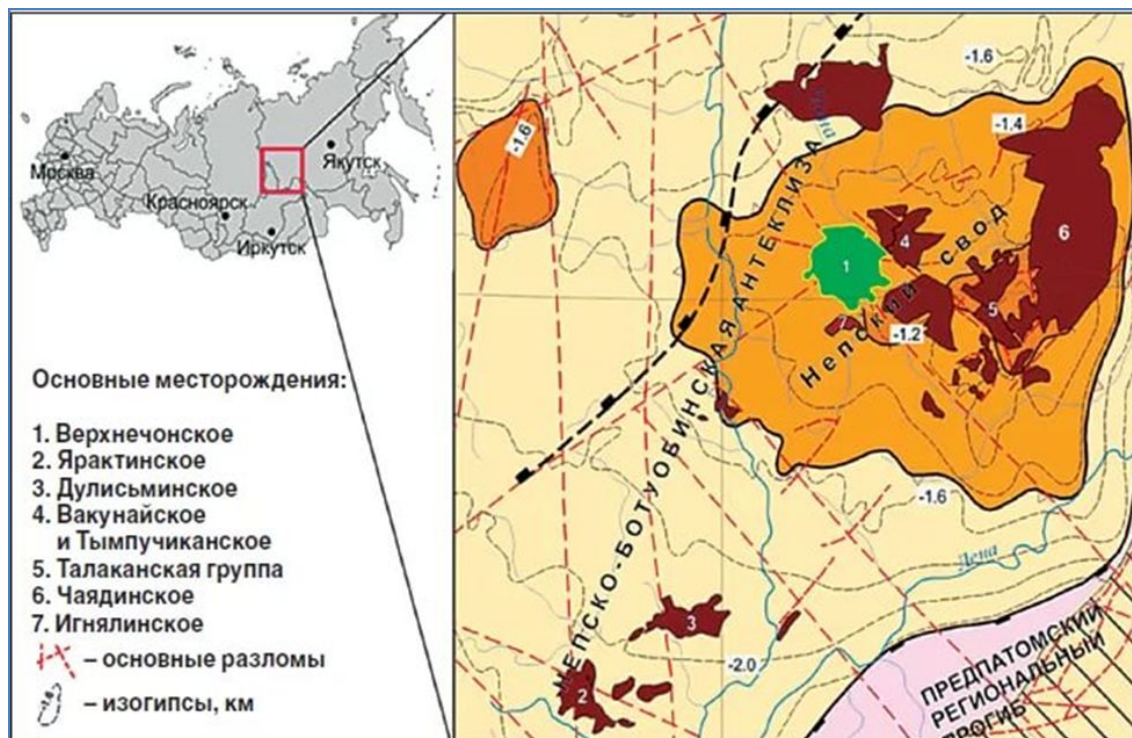 Москва
Красноярск
Якутск
Иркутск
Основные месторождения:
1. Верхнечонское
2. Ярактинское
3. Дулисьминское
4. Вакунайское
и Тымпучиканское
5. Талаканская группа
6. Чаядинское
7. Игнялинское
– основные разломы
– изогипсы, км
-1.6
-1.6
-1.4
НЕПСКО-БОТУОБИНСКАЯ АНТЕКЛИЗА
Непский свод
1
4
6
5
7
-1.2
-1.6
Лена
3
-2.0
2
ПРЕДПАТОМСКИЙ
РЕГИОНАЛЬНЫЙ
ПРОГИБ